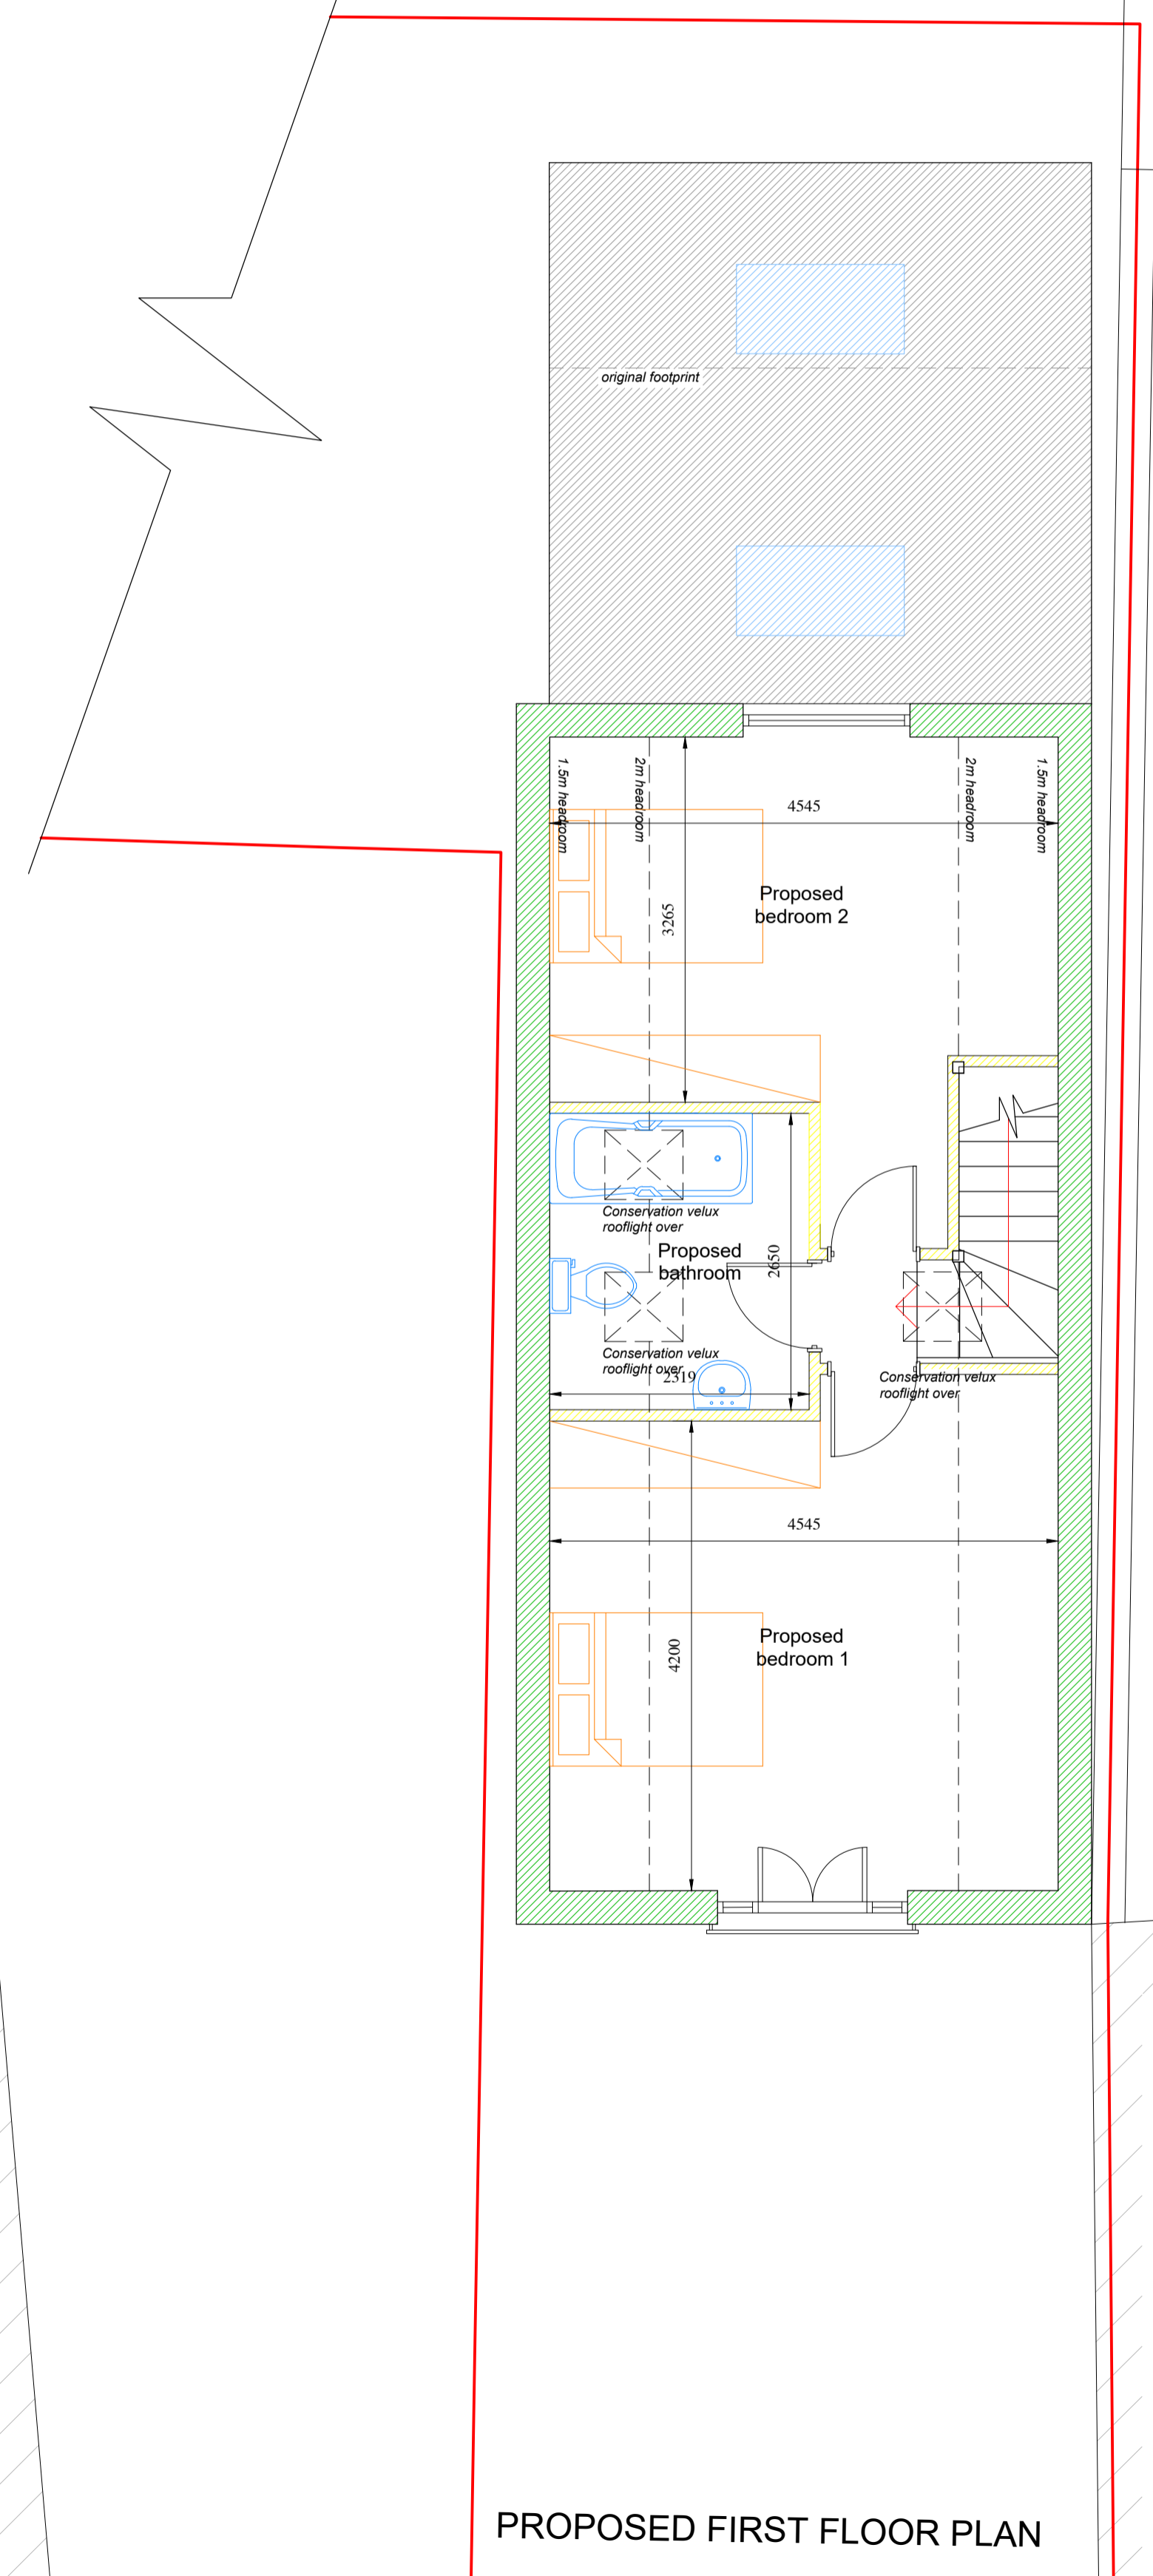 original footprint
1.5m headroom
2m headroom
2m headroom
1.5m headroom
4545
3265
Proposed
bedroom 2
Conservation velux
rooflight over
Proposed
bathroom
2650
Conservation velux
rooflight over
2319
Conservation velux
rooflight over
4545
4200
Proposed
bedroom 1
PROPOSED FIRST FLOOR PLAN